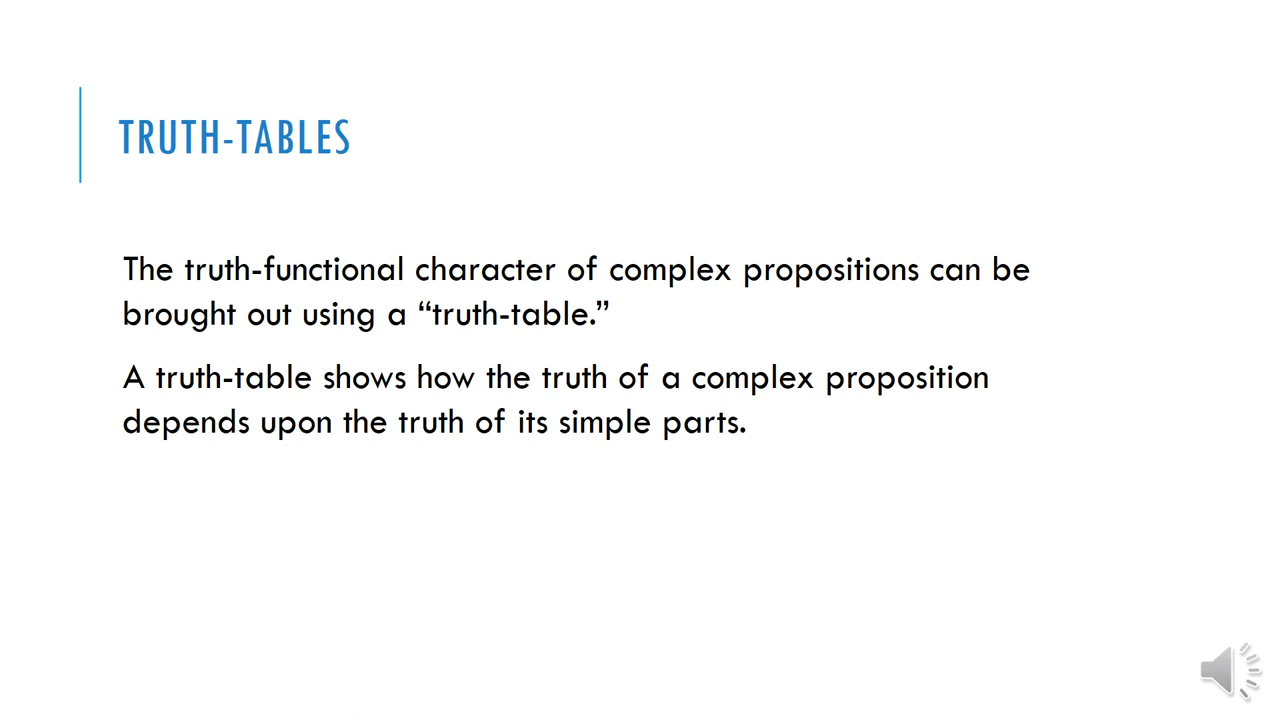 TRUTH-TABLES
The truth-functional character of complex propositions can be
brought out using a “truth-table.”
A truth-table shows how the truth of a complex proposition
depends upon the truth of its simple parts.